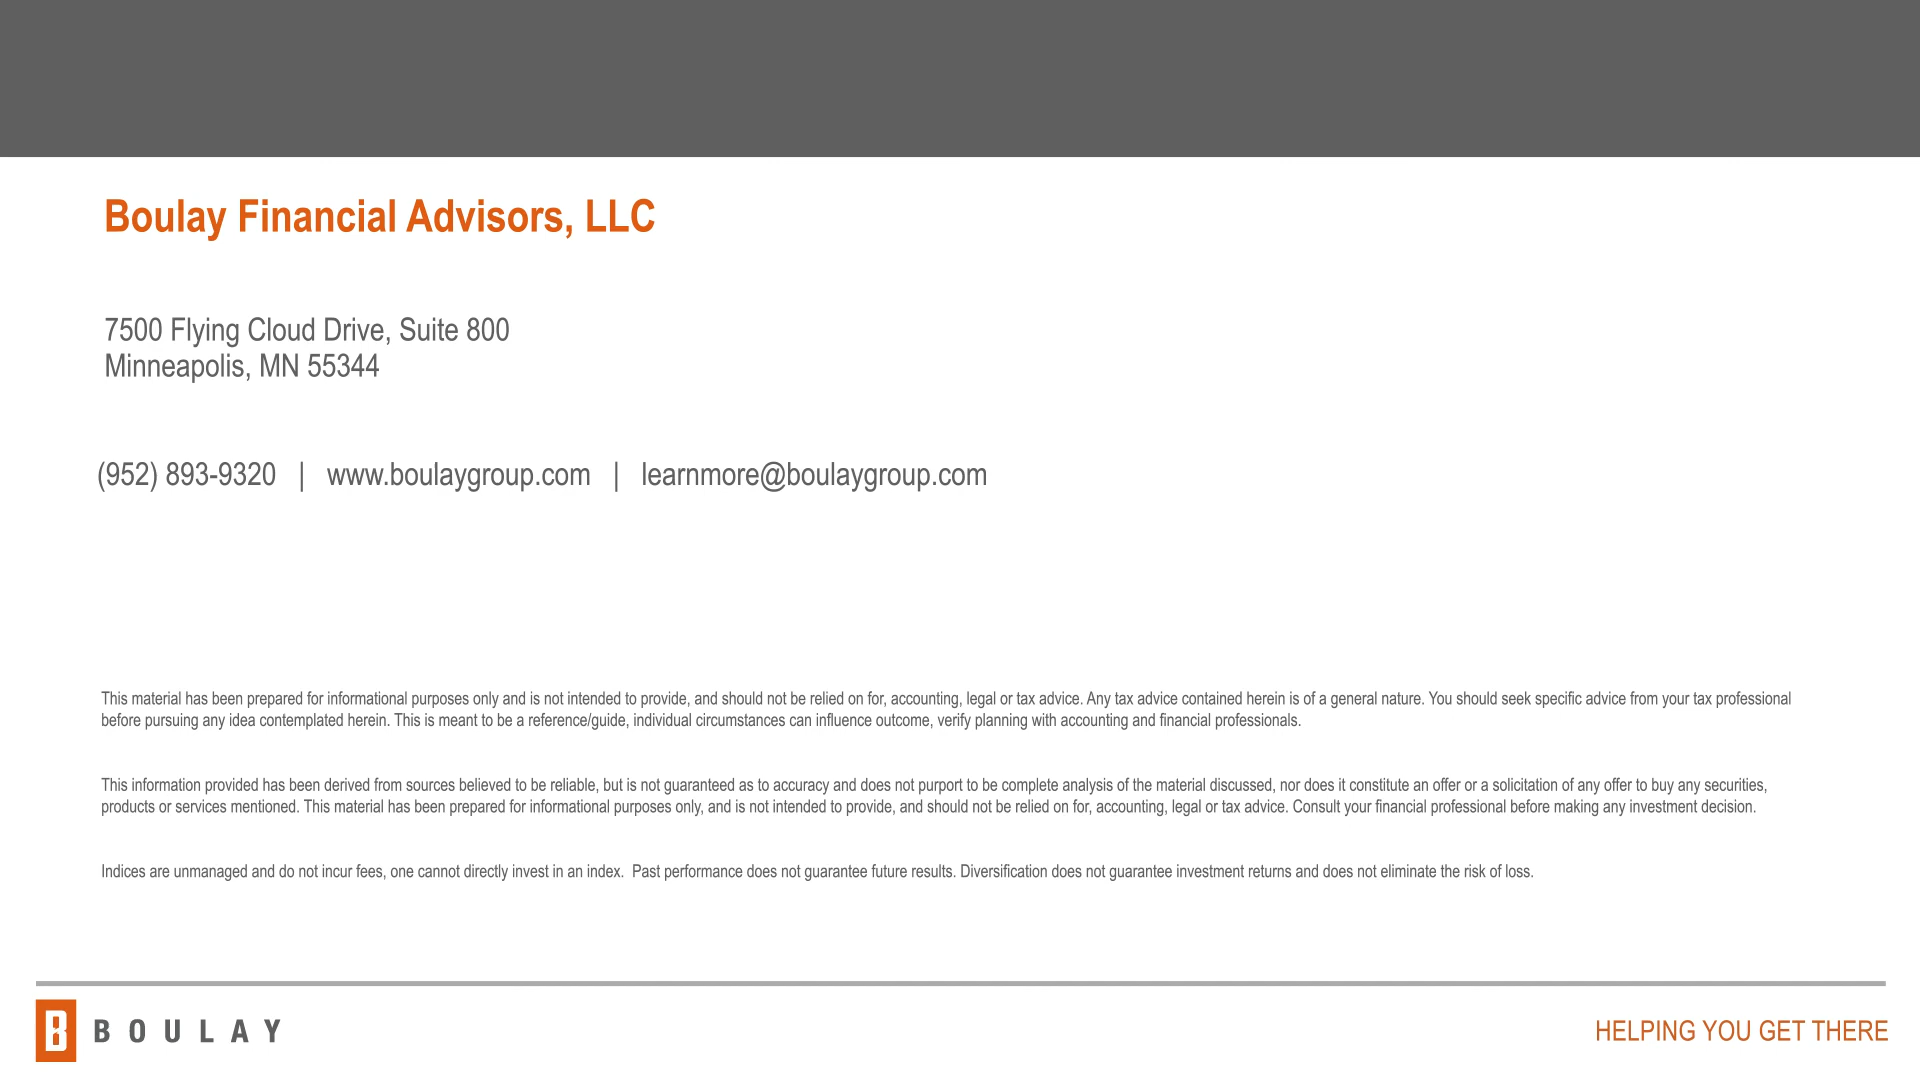 Boulay Financial Advisors, LLC
7500 Flying Cloud Drive, Suite 800
Minneapolis, MN 55344
(952) 893-9320 | www.boulaygroup.com | learnmore@boulaygroup.com
This material has been prepared for informational purposes only and is not intended to provide, and should not be relied on for, accounting, legal or tax advice. Any tax advice contained herein is of a general nature. You should seek specific advice from your tax professional
before pursuing any idea contemplated herein. This is meant to be a reference/guide, individual circumstances can influence outcome, verify planning with accounting and financial professionals.
This information provided has been derived from sources believed to be reliable, but is not guaranteed as to accuracy and does not purport to be complete analysis of the material discussed, nor does it constitute an offer or a solicitation of any offer to buy any securities,
products or services mentioned. This material has been prepared for informational purposes only, and is not intended to provide, and should not be relied on for, accounting, legal or tax advice. Consult your financial professional before making any investment decision.
Indices are unmanaged and do not incur fees, one cannot directly invest in an index.  Past performance does not guarantee future results. Diversification does not guarantee investment returns and does not eliminate the risk of loss.
B BOULAY
HELPING YOU GET THERE